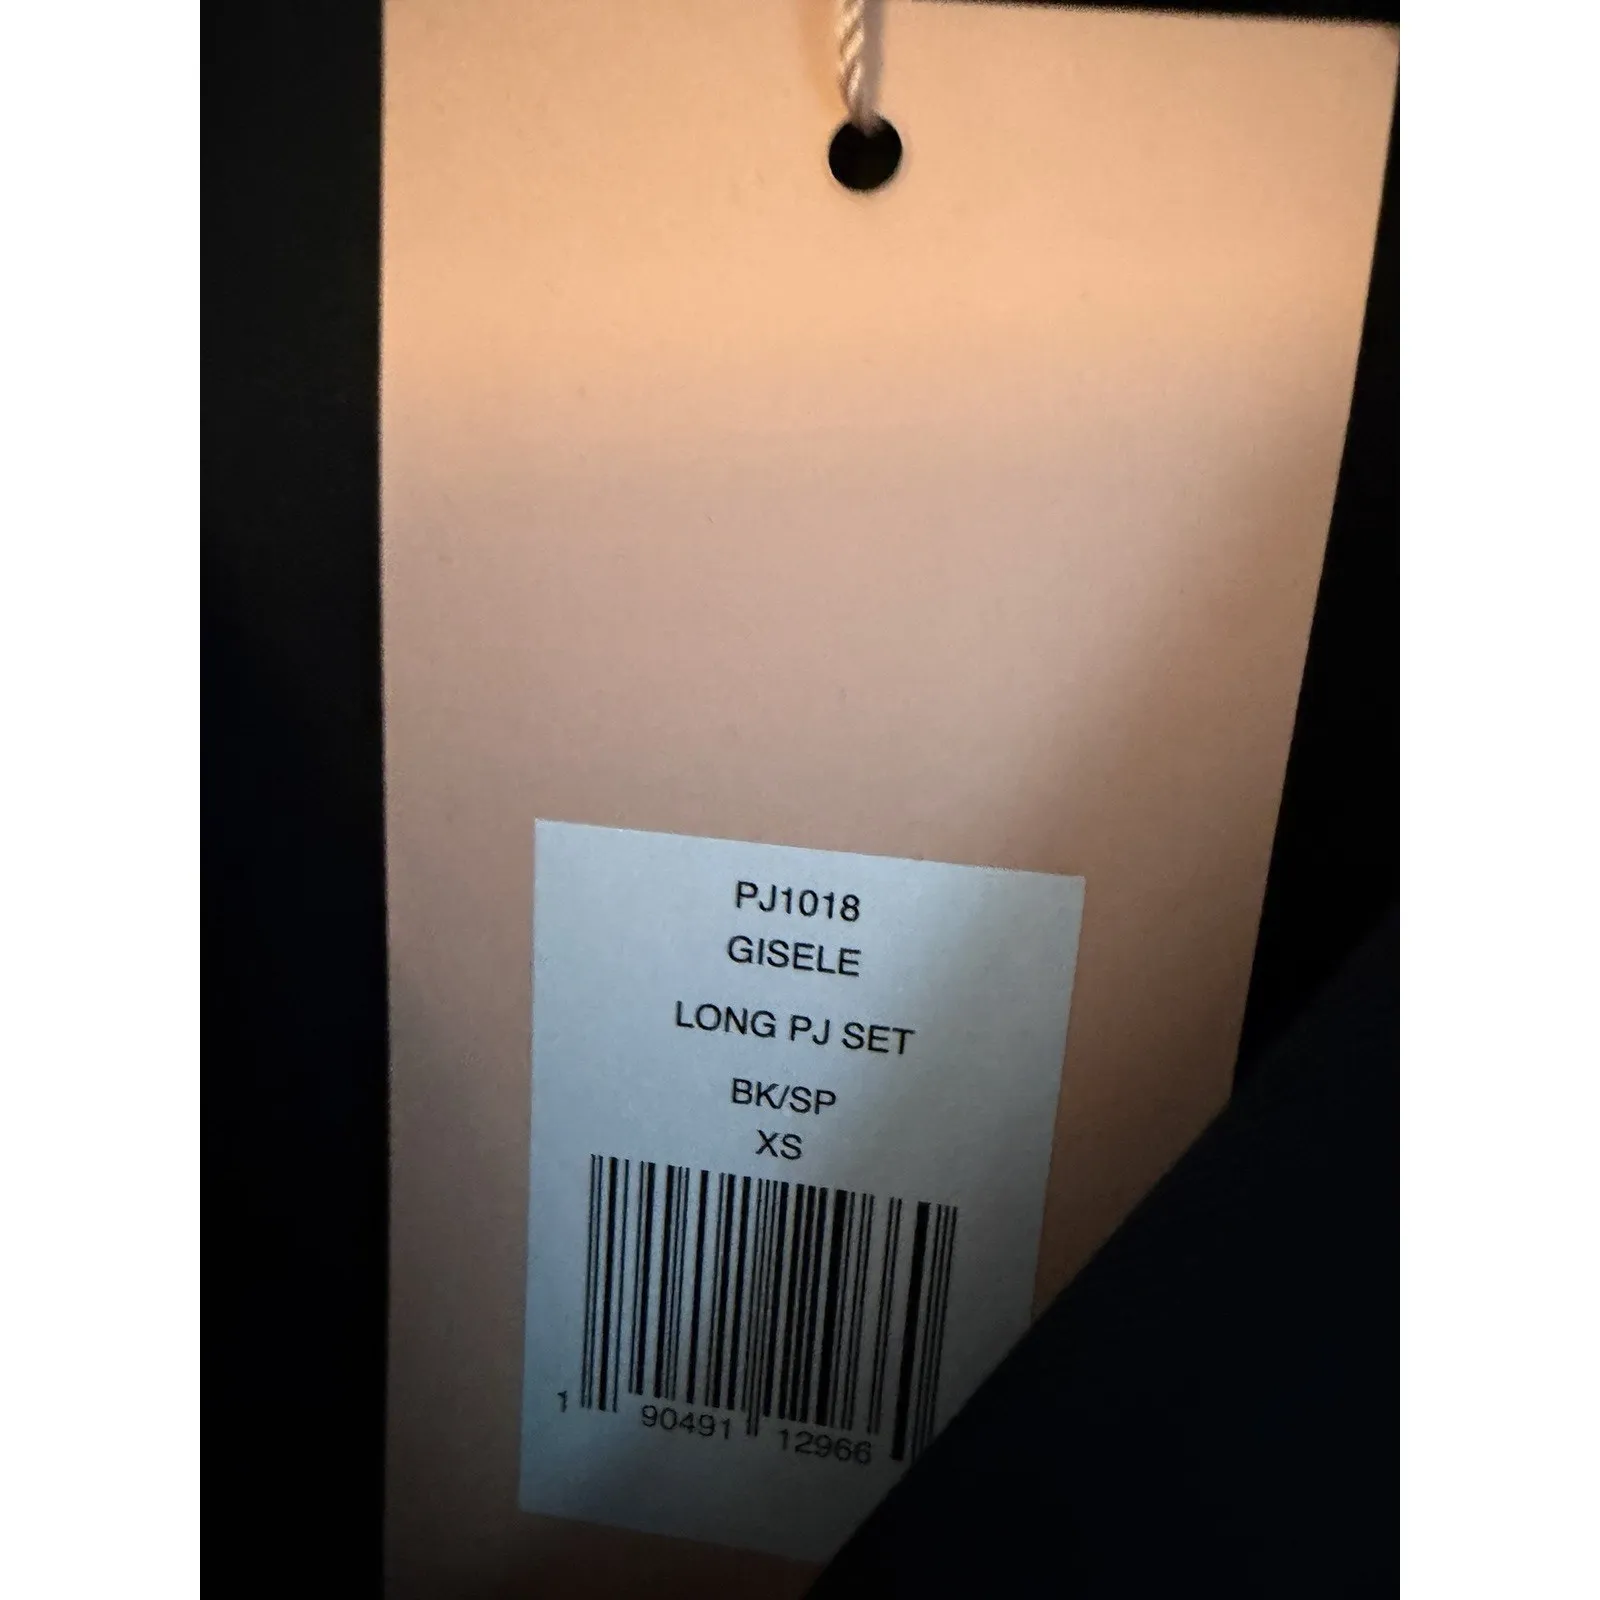 PJ1018
GISELE
LONG PJ SET
BK/SP
XS
1 90491 12966